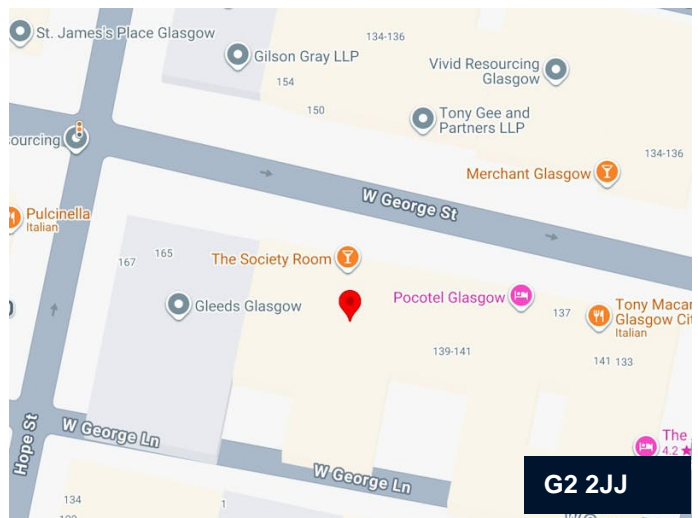 St. James's Place Glasgow
134-136
Gilson Gray LLP
Vivid Resourcing
Glasgow
154
150
Tony Gee and
Partners LLP
ourcing
134-136
Merchant Glasgow
W George St
Pulcinella
Italian
The Society Room
165
167
Pocotel Glasgow
Gleeds Glasgow
137
Tony Macar
Glasgow Cit
Italian
139-141
141 133
W George Ln
Hope St
The
4.2
W George Ln
G2 2JJ
134
1